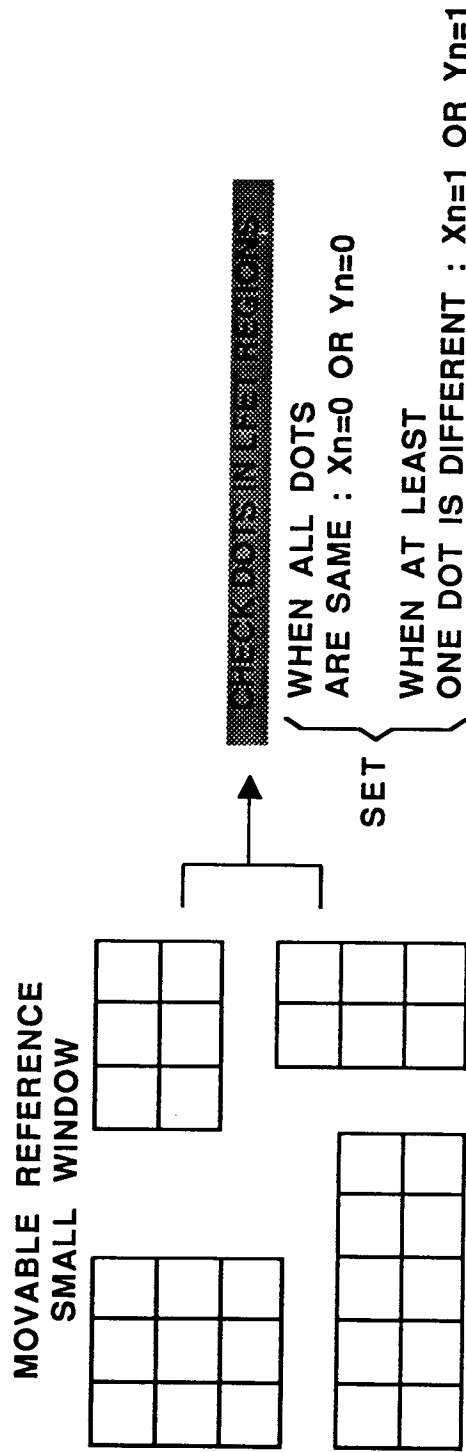 MOVABLE REFERENCE
SMALL WINDOW
CHECK DOTS IN LFET REGIONS
SET
WHEN ALL DOTS
ARE SAME : Xn=0 OR Yn=0
WHEN AT LEAST
ONE DOT IS DIFFERENT : Xn=1 OR Yn=1